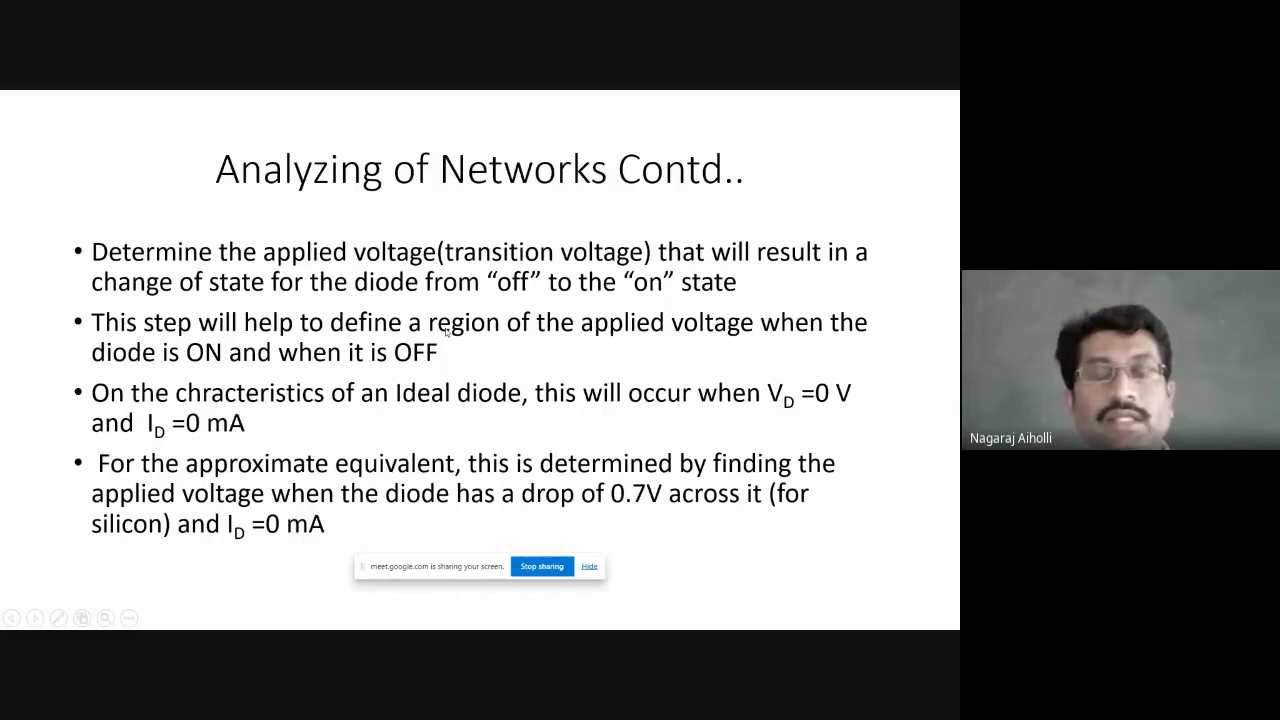 Analyzing of Networks Contd..
• Determine the applied voltage(transition voltage) that will result in a
change of state for the diode from “off” to the “on” state
• This step will help to define a region of the applied voltage when the
diode is ON and when it is OFF
• On the chracteristics of an Ideal diode, this will occur when VD =0 V
and ID =0 mA
• For the approximate equivalent, this is determined by finding the
applied voltage when the diode has a drop of 0.7V across it (for
silicon) and ID =0 mA
meet.google.com is sharing your screen. Stop sharing Hide
Nagaraj Aiholli